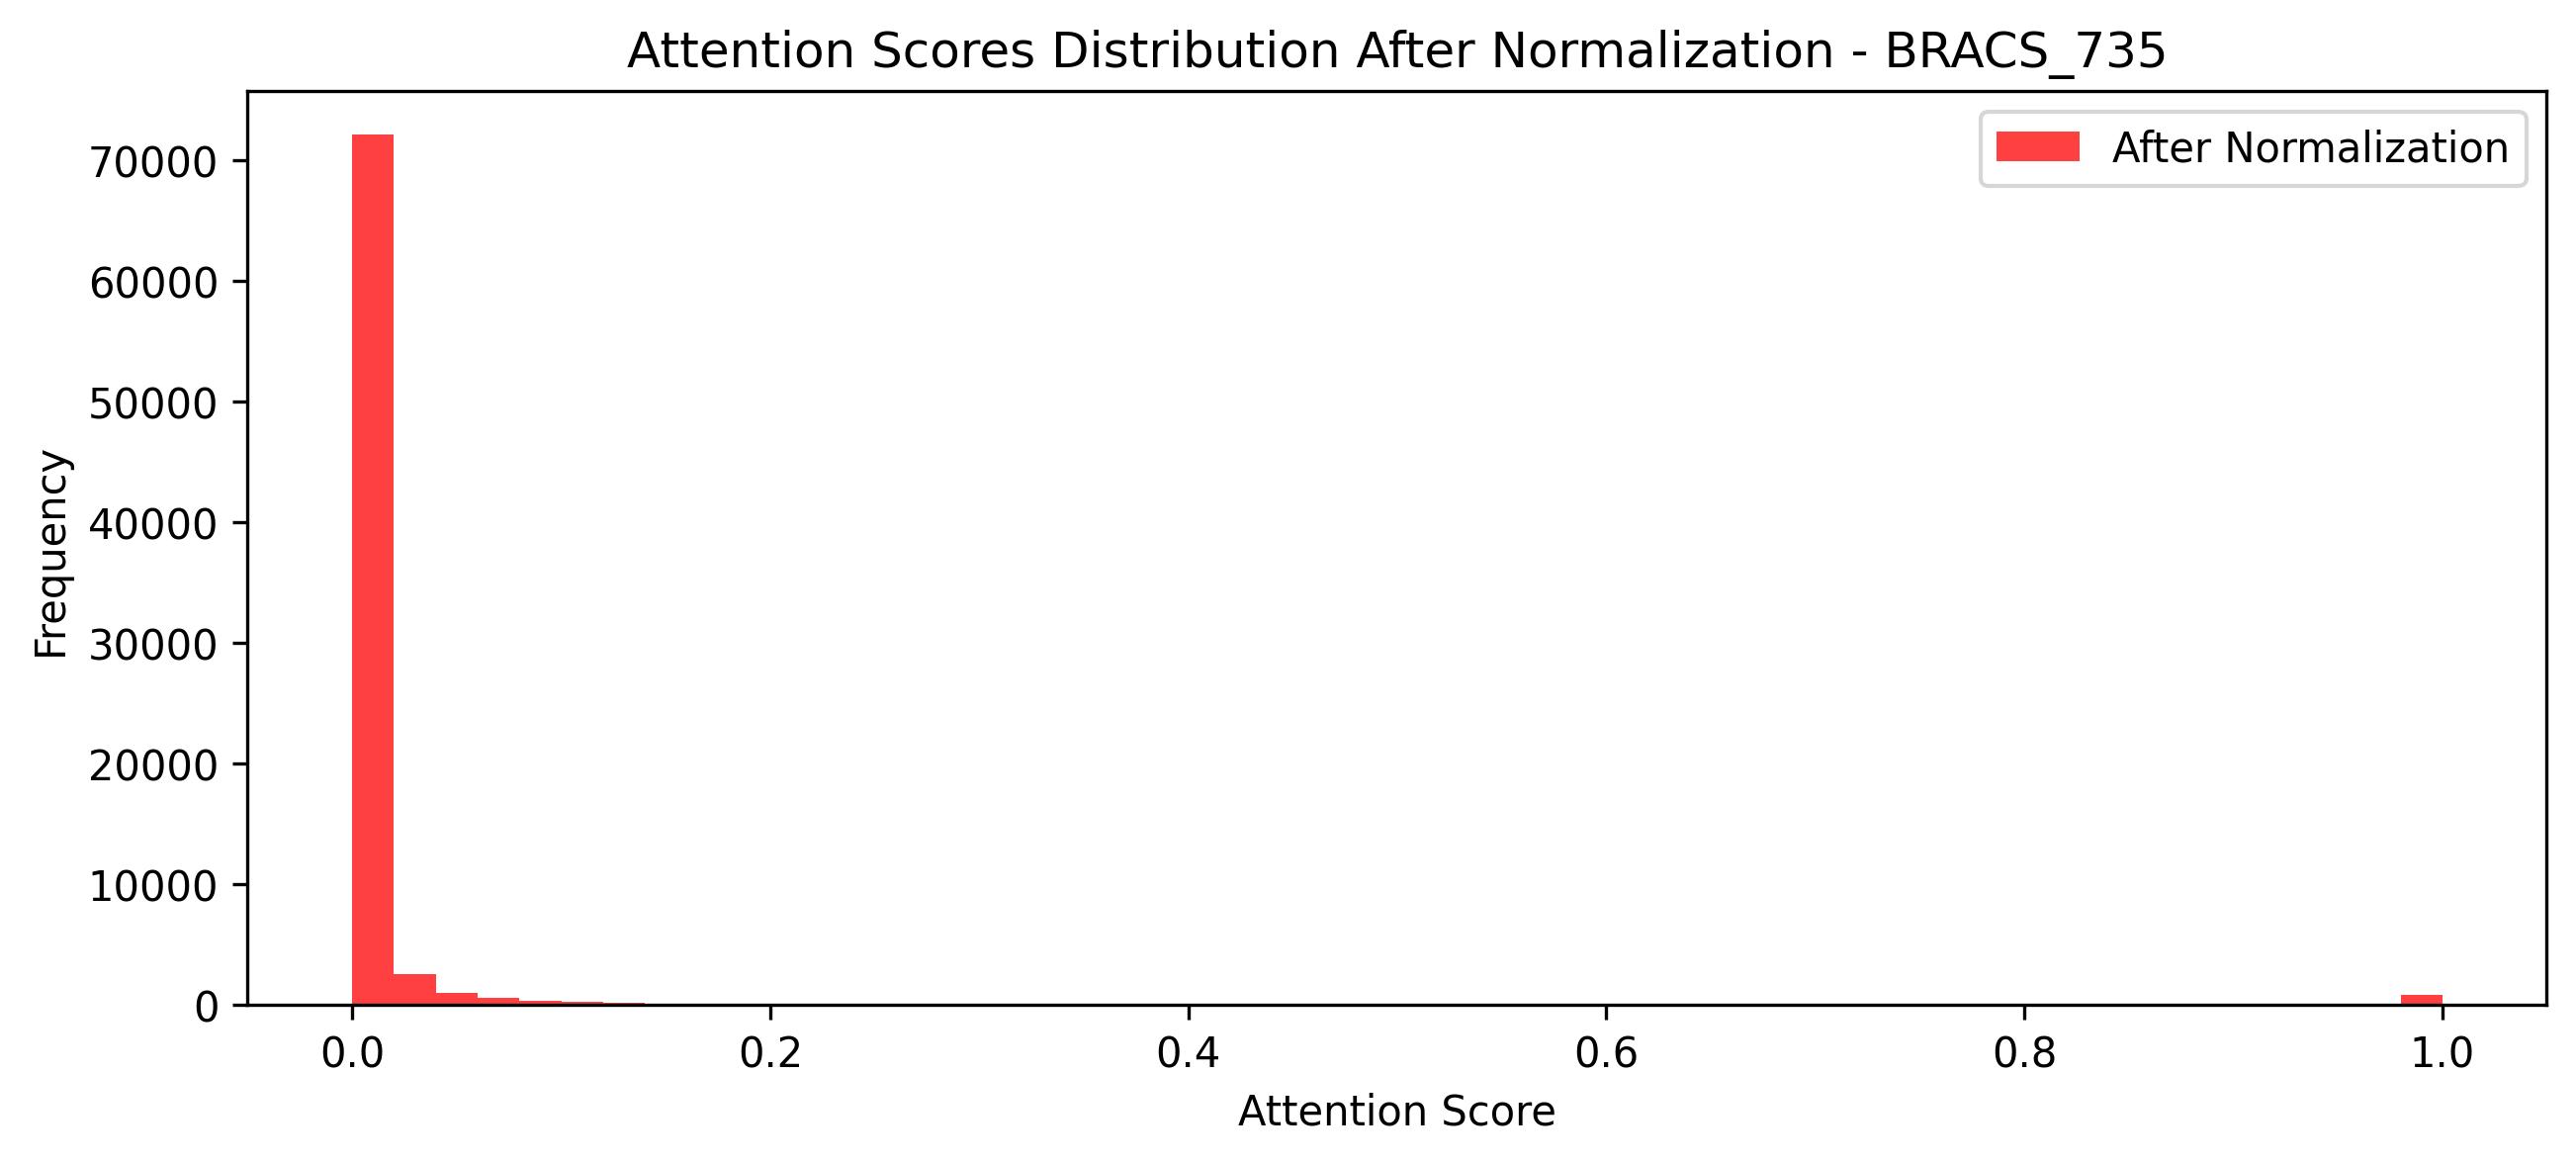 Attention Scores Distribution After Normalization - BRACS_735
After Normalization
70000
60000
50000
40000
30000
20000
10000
0
Frequency
0.0 0.2 0.4 0.6 0.8 1.0
Attention Score